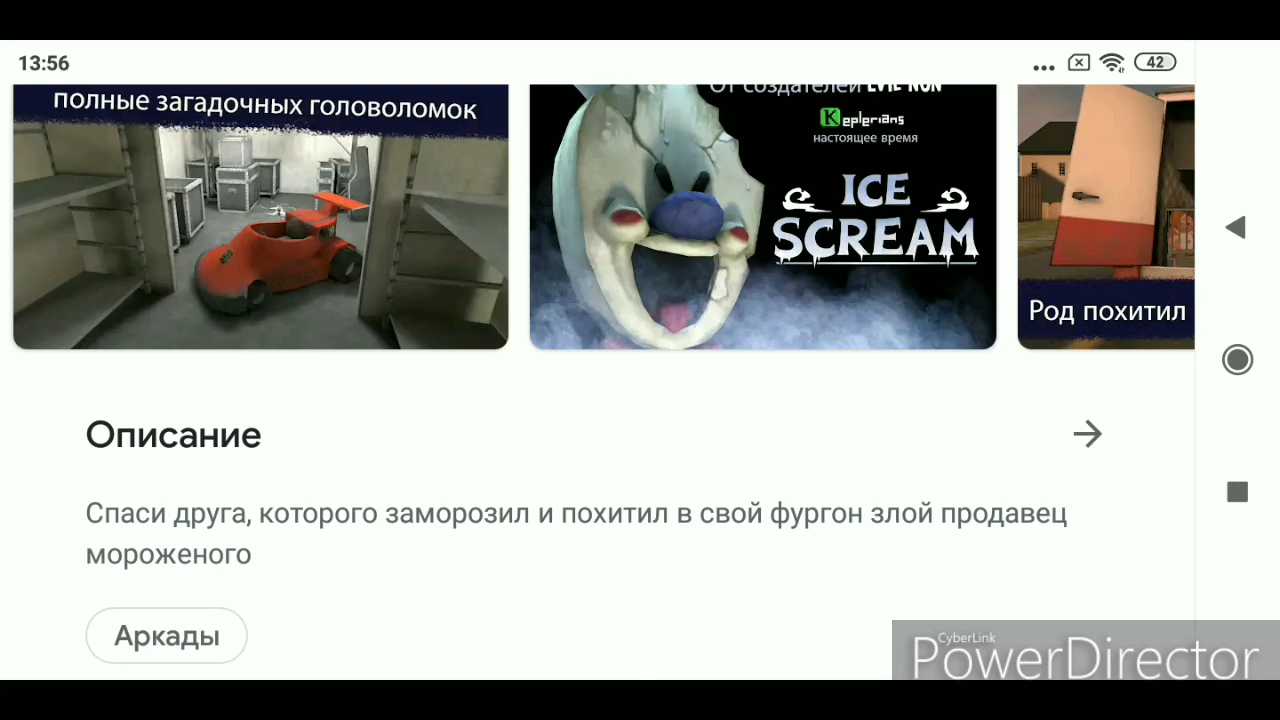 13:56
42
полные загадочных головоломок
От создателей EVIL NUN
Keplerians
настоящее время
ICE
SCREAM
Род похитил
Описание
Спаси друга, которого заморозил и похитил в свой фургон злой продавец
мороженого
Аркады
CyberLink
PowerDirector